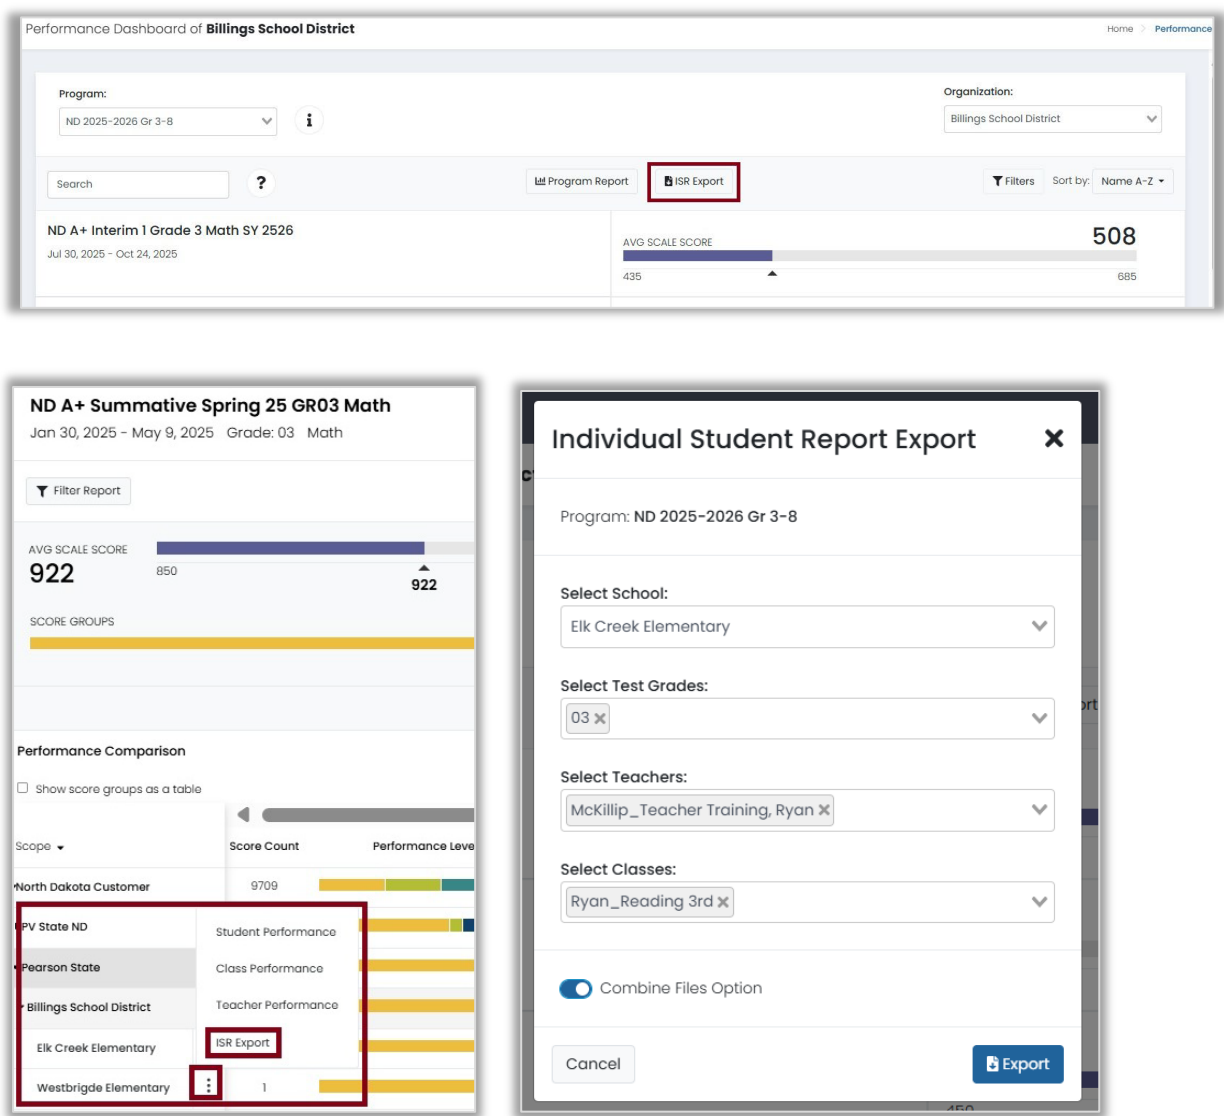 Performance Dashboard of Billings School District
Home > Performance
Program:
Organization:
ND 2025-2026 Gr 3-8
i
Billings School District
Search
?
Program Report
ISR Export
Filters
Sort by:
Name A-Z
ND A+ Interim 1 Grade 3 Math SY 2526
Jul 30, 2025 - Oct 24, 2025
AVG SCALE SCORE
508
435
685
ND A+ Summative Spring 25 GR03 Math
Jan 30, 2025 - May 9, 2025 Grade: 03 Math
Filter Report
AVG SCALE SCORE
922
850
922
SCORE GROUPS
Performance Comparison
Show score groups as a table
Scope
Score Count
Performance Leve
North Dakota Customer
9709
PV State ND
Pearson State
Billings School District
Elk Creek Elementary
Westbrigde Elementary
1
Student Performance
Class Performance
Teacher Performance
ISR Export
Individual Student Report Export
Program: ND 2025-2026 Gr 3-8
Select School:
Elk Creek Elementary
Select Test Grades:
03
Select Teachers:
McKillip_Teacher Training, Ryan
Select Classes:
Ryan_Reading 3rd
Combine Files Option
Cancel
Export